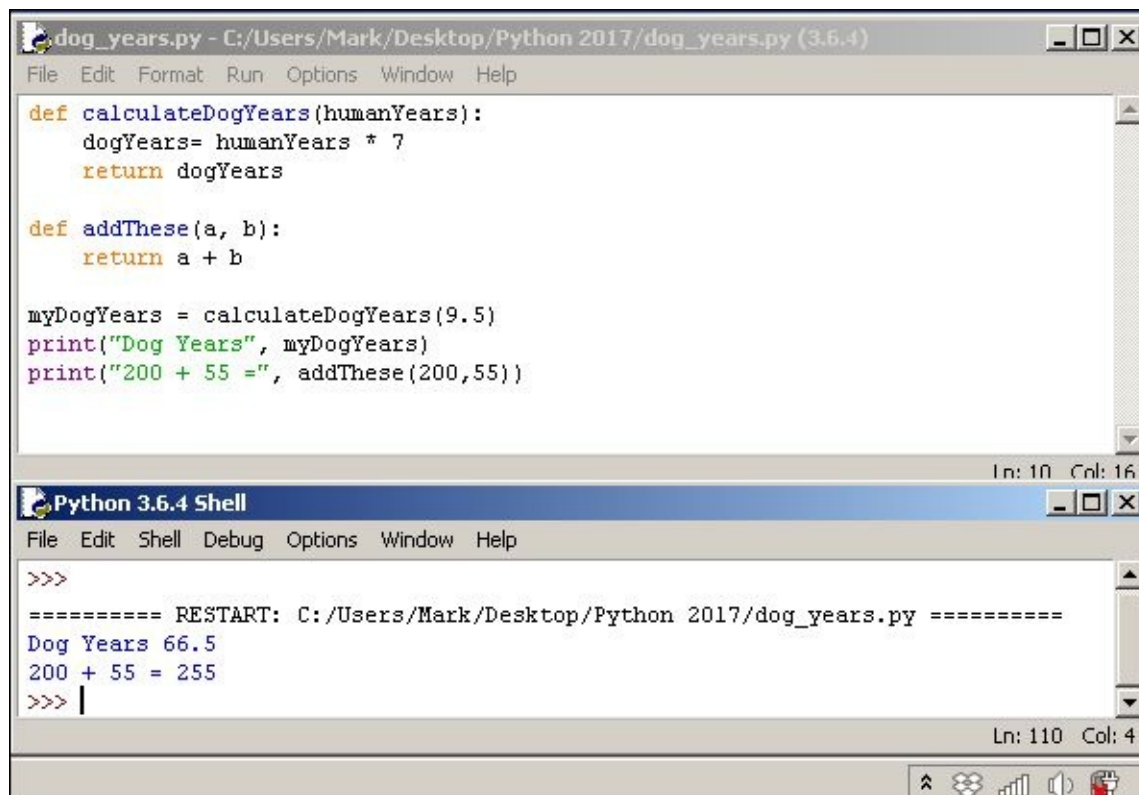 dog_years.py - C:/Users/Mark/Desktop/Python 2017/dog_years.py (3.6.4)
File Edit Format Run Options Window Help
def calculateDogYears(humanYears):
    dogYears= humanYears * 7
    return dogYears
def addThese(a, b):
    return a + b
myDogYears = calculateDogYears(9.5)
print("Dog Years", myDogYears)
print("200 + 55 =", addThese(200,55))
Ln: 10 Col: 16
Python 3.6.4 Shell
File Edit Shell Debug Options Window Help
>>>
========== RESTART: C:/Users/Mark/Desktop/Python 2017/dog_years.py ==========
Dog Years 66.5
200 + 55 = 255
>>>
Ln: 110 Col: 4